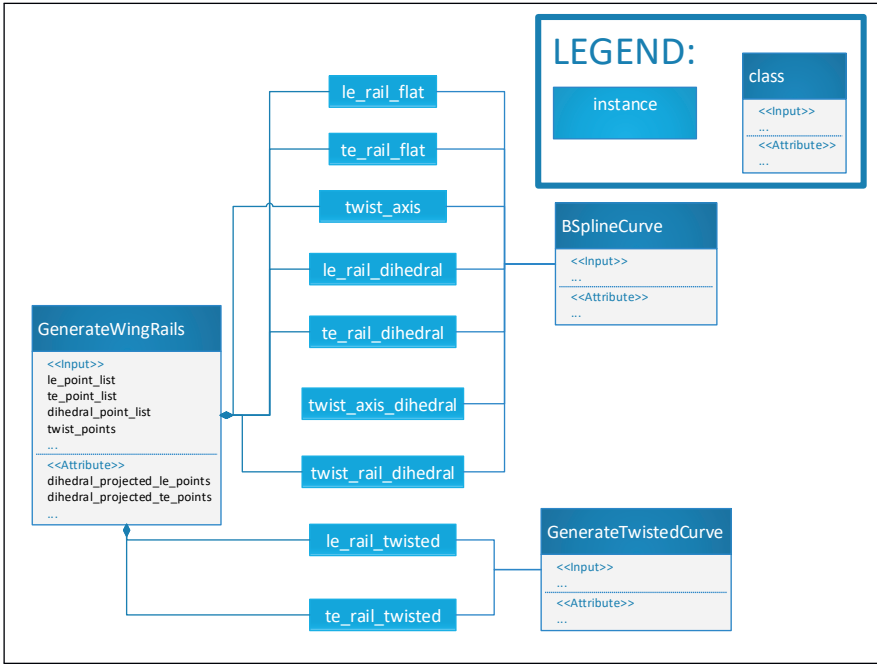 LEGEND:
instance
class
<<Input>>
...
<<Attribute>>
...
le_rail_flat
te_rail_flat
twist_axis
le_rail_dihedral
te_rail_dihedral
twist_axis_dihedral
twist_rail_dihedral
le_rail_twisted
te_rail_twisted
BSplineCurve
<<Input>>
...
<<Attribute>>
...
GenerateWingRails
<<Input>>
le_point_list
te_point_list
dihedral_point_list
twist_points
...
<<Attribute>>
dihedral_projected_le_points
dihedral_projected_te_points
...
GenerateTwistedCurve
<<Input>>
...
<<Attribute>>
...